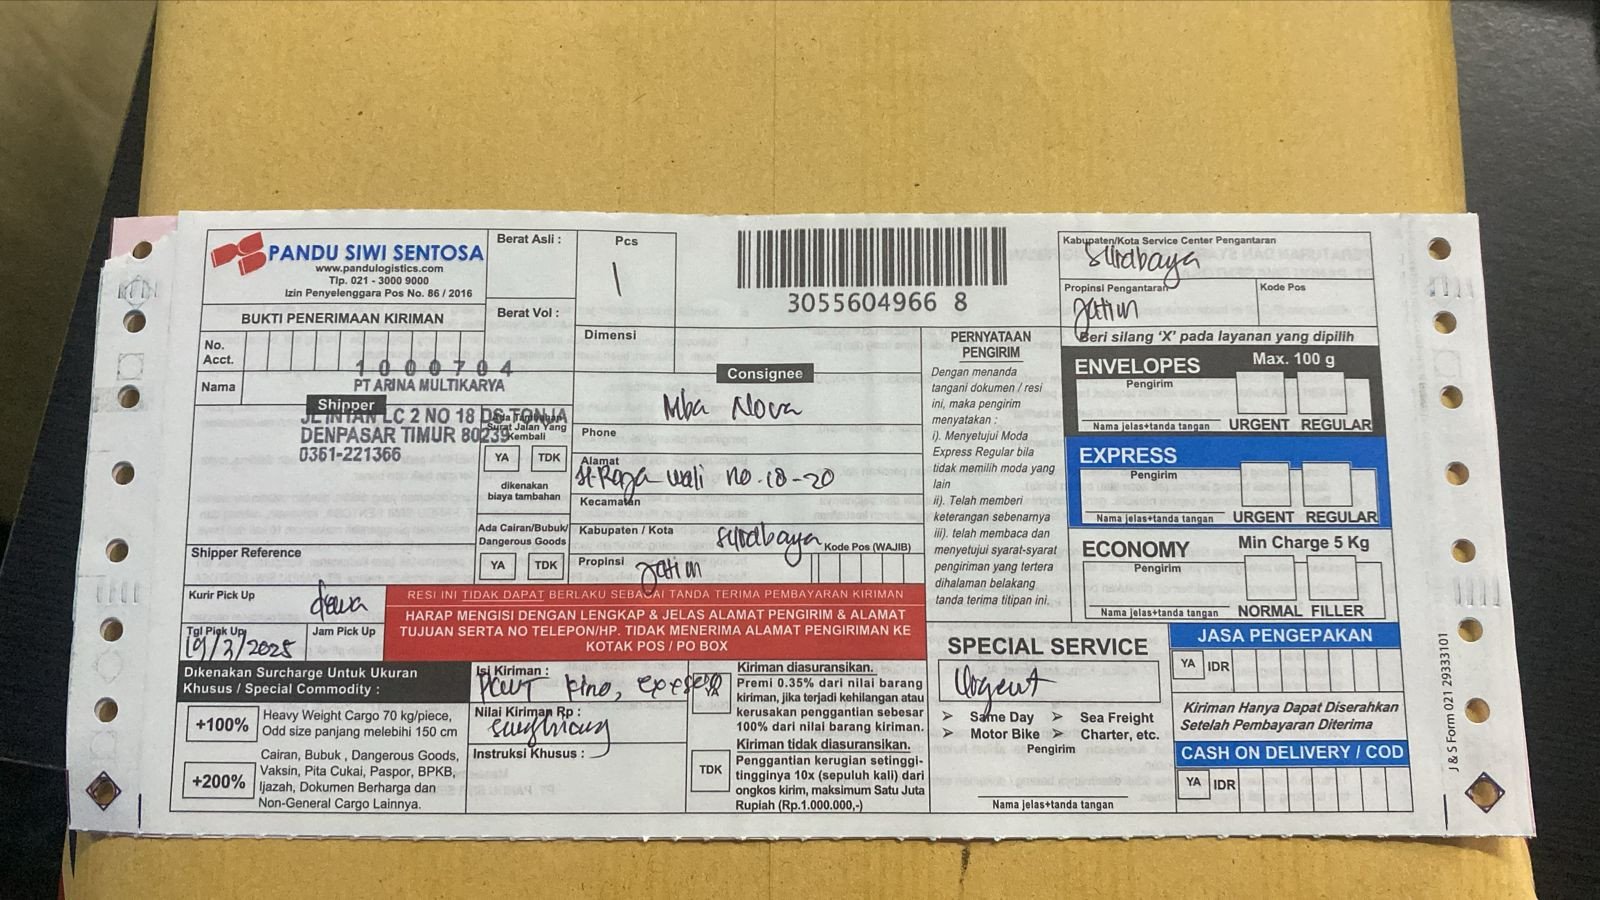 PANDU SIWI SENTOSA
www.pandulogistics.com
Tlp. 021 - 3000 9000
Izin Penyelenggara Pos No. 86 / 2016
BUKTI PENERIMAAN KIRIMAN
No. Acct.
1 0 0 0 7 0 4
Nama
PT ARINA MULTIKARYA
Shipper
JL INTAN LC 2 NO 18 DS TONJA
DENPASAR TIMUR 80239
0361-221366
Ada Tambahan
Surat Jalan Yang
Kembali
YA TDK
dikenakan
biaya tambahan
Ada Cairan/Bubuk/
Dangerous Goods
YA TDK
Shipper Reference
Kurir Pick Up
dewa
Tgl Pick Up
19/3/2025
Jam Pick Up
Berat Asli :
Berat Vol :
Pcs
1
Dimensi
3055604966 8
Consignee
Mba Nova
Phone
Alamat
wali no. 18-20
Kecamatan
Kabupaten / Kota
Surabaya
Kode Pos (WAJIB)
Propinsi
Jatim
RESI INI TIDAK DAPAT BERLAKU SEBAGAI TANDA TERIMA PEMBAYARAN KIRIMAN
HARAP MENGISI DENGAN LENGKAP & JELAS ALAMAT PENGIRIM & ALAMAT
TUJUAN SERTA NO TELEPON/HP. TIDAK MENERIMA ALAMAT PENGIRIMAN KE
KOTAK POS / PO BOX
PERNYATAAN
PENGIRIM
Dengan menanda
tangani dokumen / resi
ini, maka pengirim
menyatakan :
i). Menyetujui Moda
Express Regular bila
tidak memilih moda yang
lain
ii). Telah memberi
keterangan sebenarnya
iii). telah membaca dan
menyetujui syarat-syarat
pengiriman yang tertera
dihalaman belakang
tanda terima titipan ini.
Kabupaten/Kota Service Center Pengantaran
Surabaya
Propinsi Pengantaran
Jatim
Kode Pos
Beri silang 'X' pada layanan yang dipilih
ENVELOPES Max. 100 g
Pengirim
Nama jelas+tanda tangan URGENT REGULAR
EXPRESS
Pengirim
Nama jelas+tanda tangan URGENT REGULAR
ECONOMY Min Charge 5 Kg
Pengirim
Nama jelas+tanda tangan NORMAL FILLER
Dikenakan Surcharge Untuk Ukuran
Khusus / Special Commodity :
+100% Heavy Weight Cargo 70 kg/piece,
Odd size panjang melebihi 150 cm
+200% Cairan, Bubuk , Dangerous Goods,
Vaksin, Pita Cukai, Paspor, BPKB,
Ijazah, Dokumen Berharga dan
Non-General Cargo Lainnya.
Isi Kiriman :
kino,
Nilai Kiriman Rp :
Instruksi Khusus :
Kiriman diasuransikan.
YA
Premi 0.35% dari nilai barang
kiriman, jika terjadi kehilangan atau
kerusakan penggantian sebesar
100% dari nilai barang kiriman.
Kiriman tidak diasuransikan.
TDK
Penggantian kerugian setinggi-
tingginya 10x (sepuluh kali) dari
ongkos kirim, maksimum Satu Juta
Rupiah (Rp.1.000.000,-)
SPECIAL SERVICE
Urgent
➤ Same Day ➤ Sea Freight
➤ Motor Bike ➤ Charter, etc.
Pengirim
Nama jelas+tanda tangan
JASA PENGEPAKAN
YA IDR
Kiriman Hanya Dapat Diserahkan
Setelah Pembayaran Diterima
CASH ON DELIVERY / COD
YA IDR
J & S Form 021 29333101